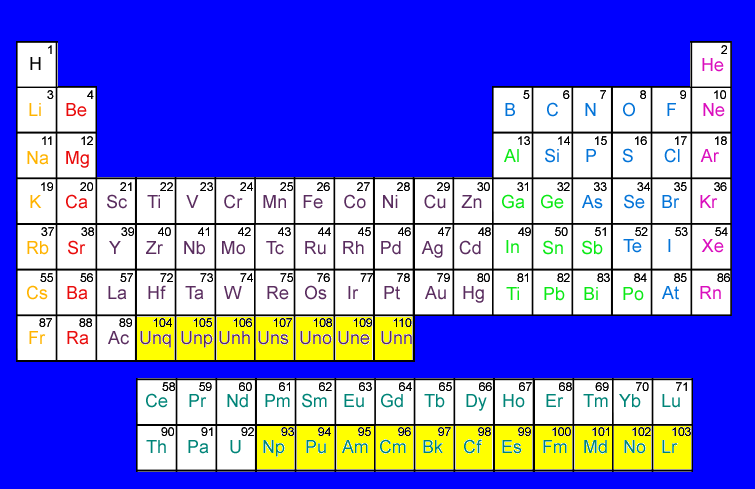 1 2
H He
3 4 5 6 7 8 9 10
Li Be B C N O F Ne
11 12 13 14 15 16 17 18
Na Mg Al Si P S Cl Ar
19 20 21 22 23 24 25 26 27 28 29 30 31 32 33 34 35 36
K Ca Sc Ti V Cr Mn Fe Co Ni Cu Zn Ga Ge As Se Br Kr
37 38 39 40 41 42 43 44 45 46 47 48 49 50 51 52 53 54
Rb Sr Y Zr Nb Mo Tc Ru Rh Pd Ag Cd In Sn Sb Te I Xe
55 56 57 72 73 74 75 76 77 78 79 80 81 82 83 84 85 86
Cs Ba La Hf Ta W Re Os Ir Pt Au Hg Ti Pb Bi Po At Rn
87 88 89 104 105 106 107 108 109 110
Fr Ra Ac Unq Unp Unh Uns Uno Une Unn
58 59 60 61 62 63 64 65 66 67 68 69 70 71
Ce Pr Nd Pm Sm Eu Gd Tb Dy Ho Er Tm Yb Lu
90 91 92 93 94 95 96 97 98 99 100 101 102 103
Th Pa U Np Pu Am Cm Bk Cf Es Fm Md No Lr